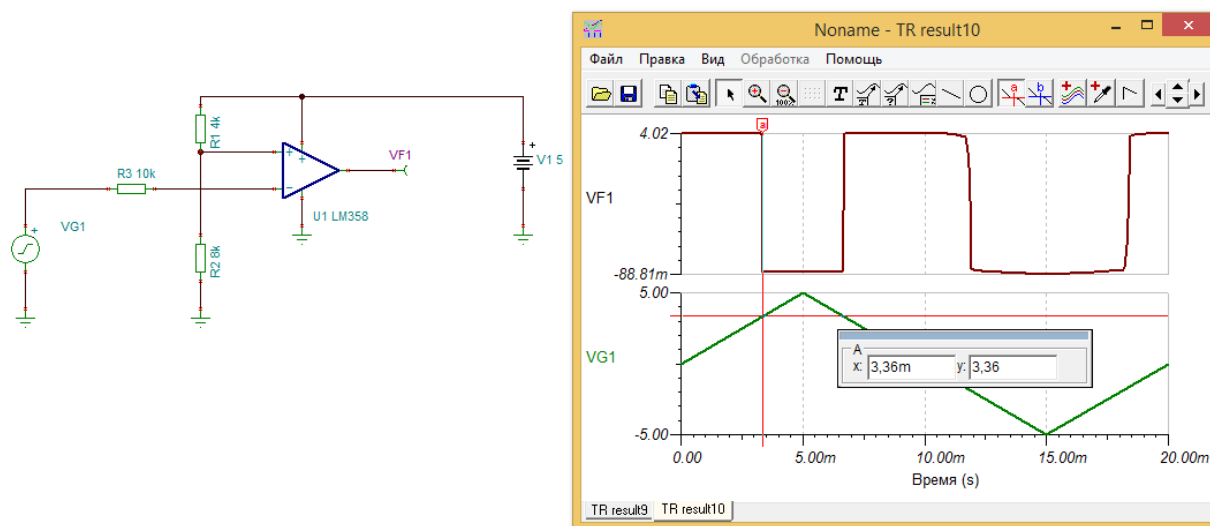 R1 4k
VF1
R3 10k
V1 5
U1 LM358
VG1
R2 8k
Noname - TR result10
Файл Правка Вид Обработка Помощь
100%
T
a b
a
4.02
VF1
-88.81m
5.00
VG1
-5.00
A
x: 3,36m y: 3,36
0.00 5.00m 10.00m 15.00m 20.00m
Время (s)
TR result9 TR result10